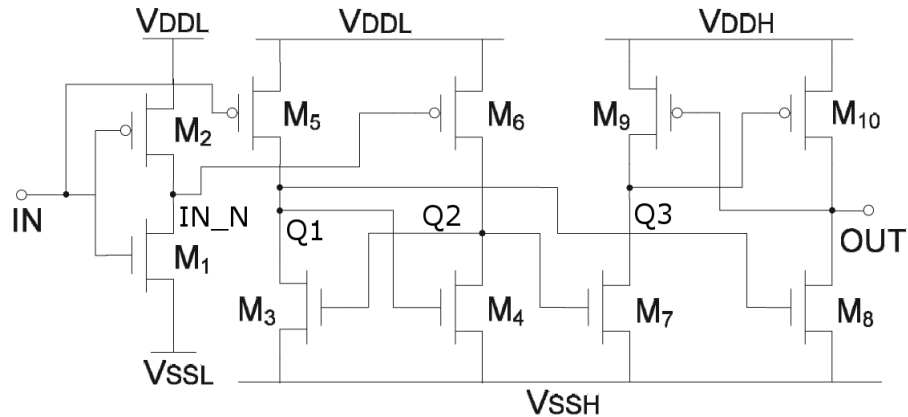 VDDL VDDL VDDH
M5 M6 M9 M10
M2
IN IN_N Q1 Q2 Q3 OUT
M1
M3 M4 M7 M8
VSSL
VSSH